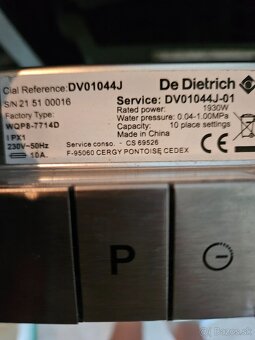 Cial Reference: DV01044J
De Dietrich
S/N 21 51 00016
Service: DV01044J-01
Factory Type:
Rated power: 1930W
WQP8-7714D
Water pressure: 0.04-1.00MPa
IPX1
Capacity: 10 place settings
230V~50Hz
Made in China
10A
Service conso. - CS 69526
F-95060 CERGY PONTOISE CEDEX
P
bazos.sk